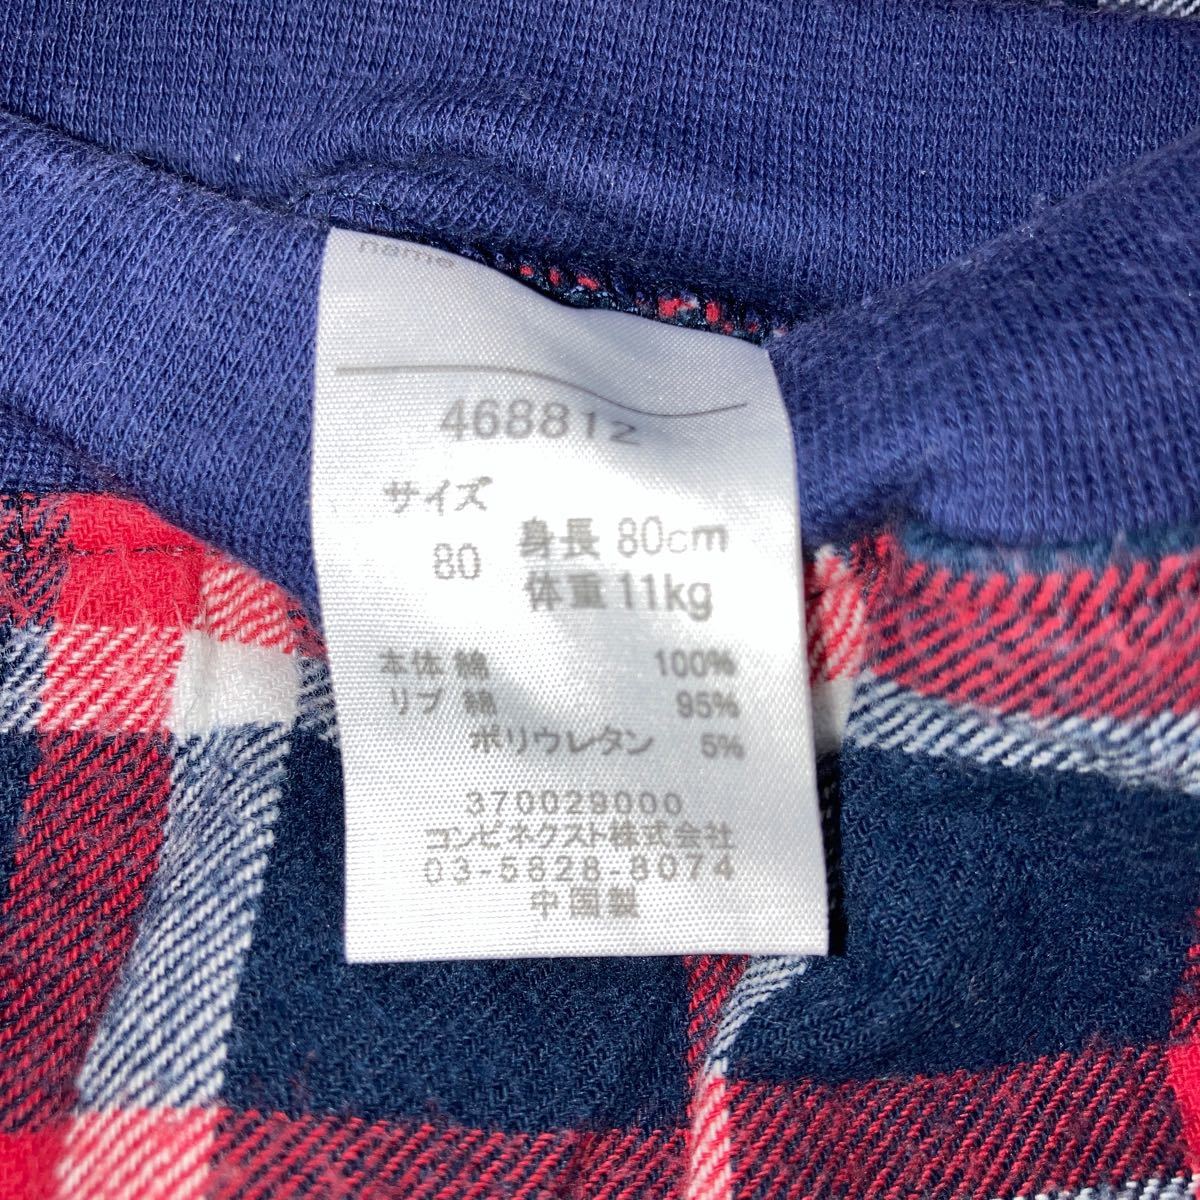 name
468812
サイズ
80 身長 80cm
体重 11kg
本体 綿 100%
リブ 綿 95%
ポリウレタン 5%
370029000
コンビネクスト株式会社
03-5828-8074
中国製